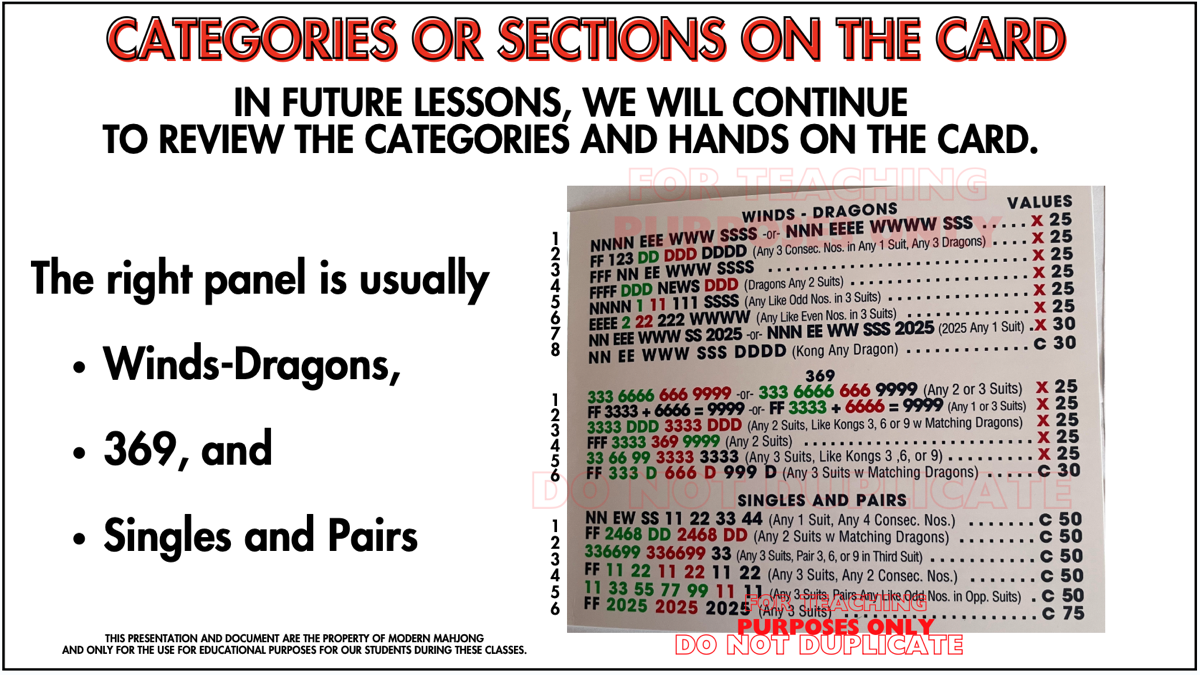 CATEGORIES OR SECTIONS ON THE CARD
IN FUTURE LESSONS, WE WILL CONTINUE
TO REVIEW THE CATEGORIES AND HANDS ON THE CARD.
The right panel is usually
• Winds-Dragons,
• 369, and
• Singles and Pairs
FOR TEACHING
PURPOSES ONLY
WINDS - DRAGONS VALUES
1 NNNN EEE WWW SSSS -or- NNN EEEE WWWW SSS ..... X 25
2 FF 123 DD DDD DDDD (Any 3 Consec. Nos. in Any 1 Suit, Any 3 Dragons) .... X 25
3 FFF NN EE WWW SSSS .................... X 25
4 FFFF DDD NEWS DDD (Dragons Any 2 Suits) .................... X 25
5 NNNN 1 11 111 SSSS (Any Like Odd Nos. in 3 Suits) ............... X 25
6 EEEE 2 22 222 WWWW (Any Like Even Nos. in 3 Suits) .............. X 25
7 NN EEE WWW SS 2025 -or- NNN EE WW SSS 2025 (2025 Any 1 Suit) . X 30
8 NN EE WWW SSS DDDD (Kong Any Dragon) .............. C 30
369
1 333 6666 666 9999 -or- 333 6666 666 9999 (Any 2 or 3 Suits) X 25
2 FF 3333 + 6666 = 9999 -or- FF 3333 + 6666 = 9999 (Any 1 or 3 Suits) X 25
3 3333 DDD 3333 DDD (Any 2 Suits, Like Kongs 3, 6 or 9 w Matching Dragons) X 25
4 FFF 3333 369 9999 (Any 2 Suits) .......................... X 25
5 33 66 99 3333 3333 (Any 3 Suits, Like Kongs 3 ,6, or 9) ........... X 25
6 FF 333 D 666 D 999 D (Any 3 Suits w Matching Dragons) ..... C 30
DO NOT DUPLICATE
SINGLES AND PAIRS
1 NN EW SS 11 22 33 44 (Any 1 Suit, Any 4 Consec. Nos.) ....... C 50
2 FF 2468 DD 2468 DD (Any 2 Suits w Matching Dragons) ........ C 50
3 336699 336699 33 (Any 3 Suits, Pair 3, 6, or 9 in Third Suit) ........... C 50
4 FF 11 22 11 22 11 22 (Any 3 Suits, Any 2 Consec. Nos.) ........ C 50
5 11 33 55 77 99 11 11 (Any 3 Suits, Pairs Any Like Odd Nos. in Opp. Suits) . C 50
6 FF 2025 2025 2025 (Any 3 Suits) .................... C 75
FOR TEACHING
PURPOSES ONLY
DO NOT DUPLICATE
THIS PRESENTATION AND DOCUMENT ARE THE PROPERTY OF MODERN MAHJONG
AND ONLY FOR THE USE FOR EDUCATIONAL PURPOSES FOR OUR STUDENTS DURING THESE CLASSES.